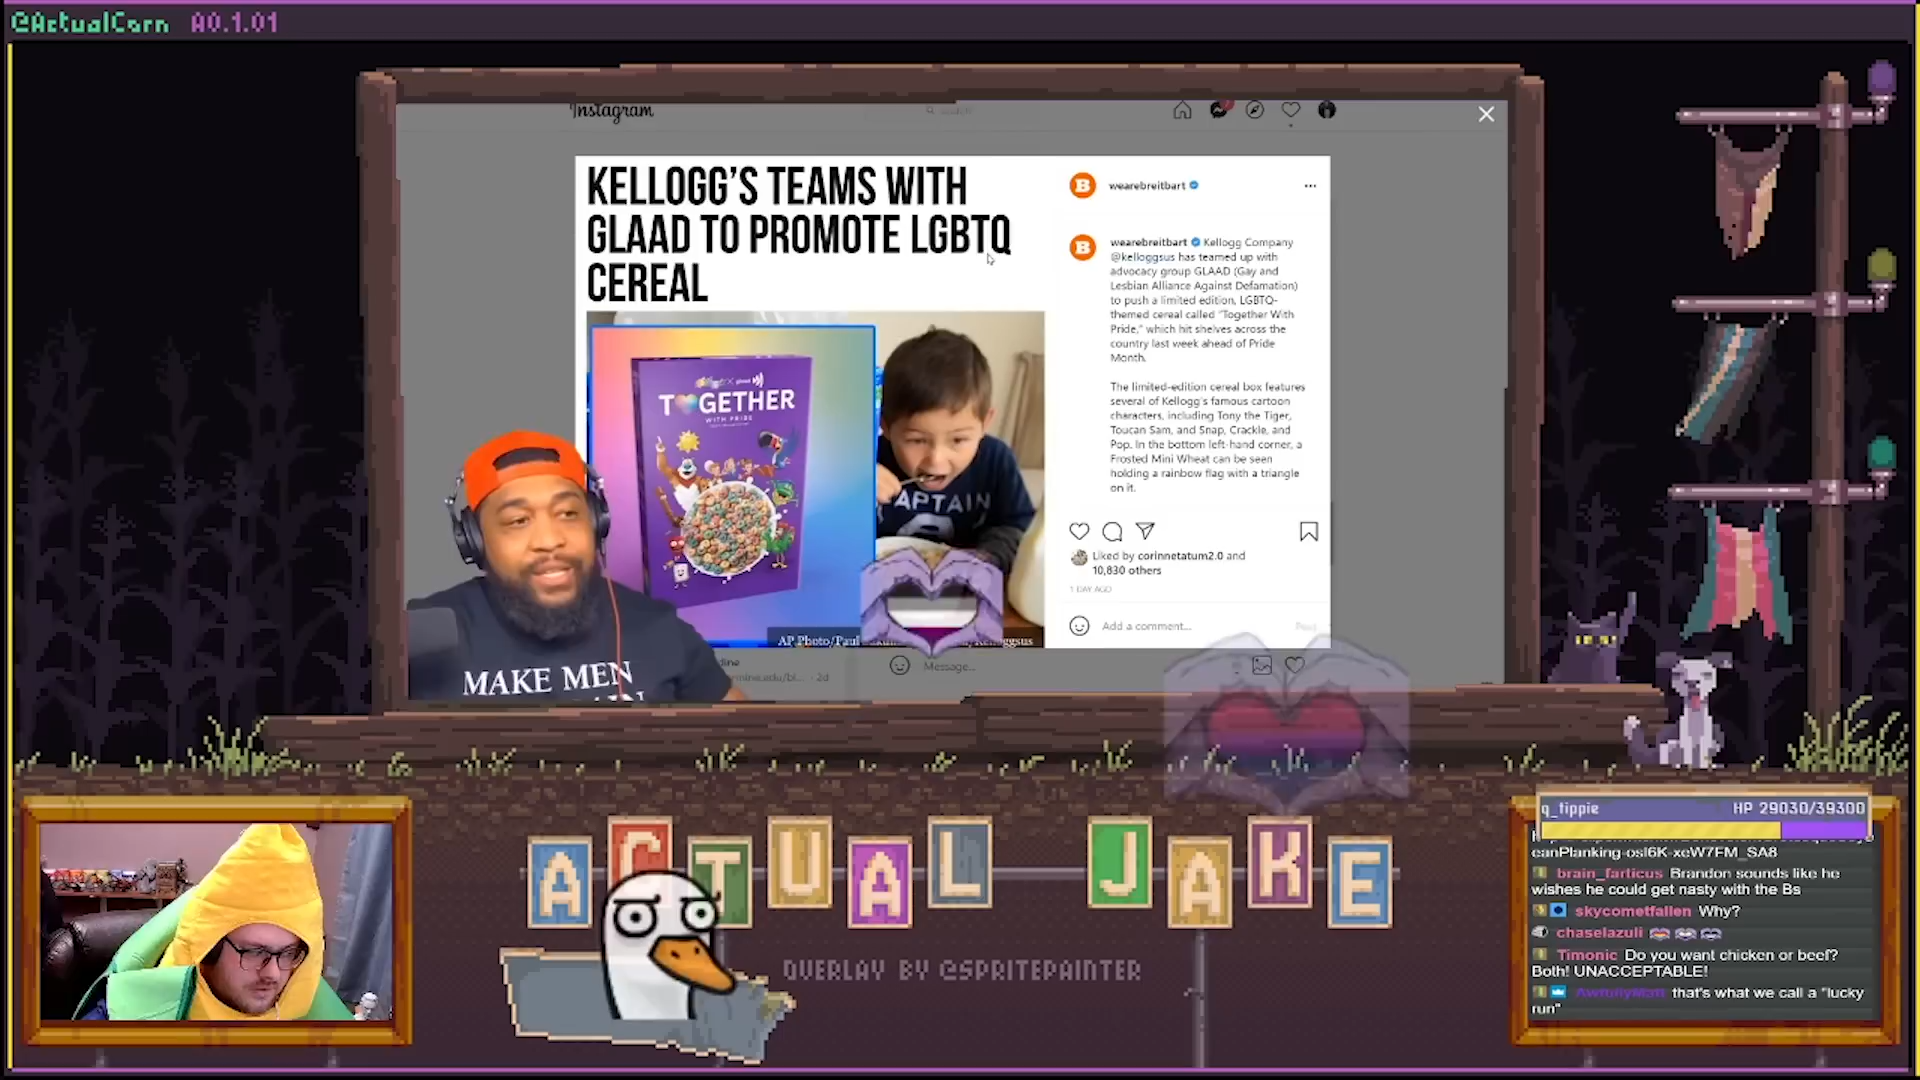 @ActualCorn A0.1.01
Instagram
KELLOGG'S TEAMS WITH
GLAAD TO PROMOTE LGBTQ
CEREAL
TOGETHER
WITH PRIDE
AP Photo/Paul
APTAIN
MAKE MEN
wearebreitbart
wearebreitbart Kellogg Company
@kelloggsus has teamed up with
advocacy group GLAAD (Gay and
Lesbian Alliance Against Defamation)
to push a limited edition, LGBTQ-
themed cereal called "Together With
Pride," which hit shelves across the
country last week ahead of Pride
Month.
The limited-edition cereal box features
several of Kellogg's famous cartoon
characters, including Tony the Tiger,
Toucan Sam, and Snap, Crackle, and
Pop. In the bottom left-hand corner, a
Frosted Mini Wheat can be seen
holding a rainbow flag with a triangle
on it.
Liked by corinnetatum2.0 and
10,830 others
1 DAY AGO
Add a comment...
Message...
2d
ACTUAL JAKE
OVERLAY BY @SPRITEPAINTER
q_tippie HP 29030/39300
eanPlanking-osI6K-xeW7FM_SA8
brain_farticus Brandon sounds like he
wishes he could get nasty with the Bs
skycometfallen Why?
chaselazuli
Timonic Do you want chicken or beef?
Both! UNACCEPTABLE!
AwfullyMatt that's what we call a "lucky
run"